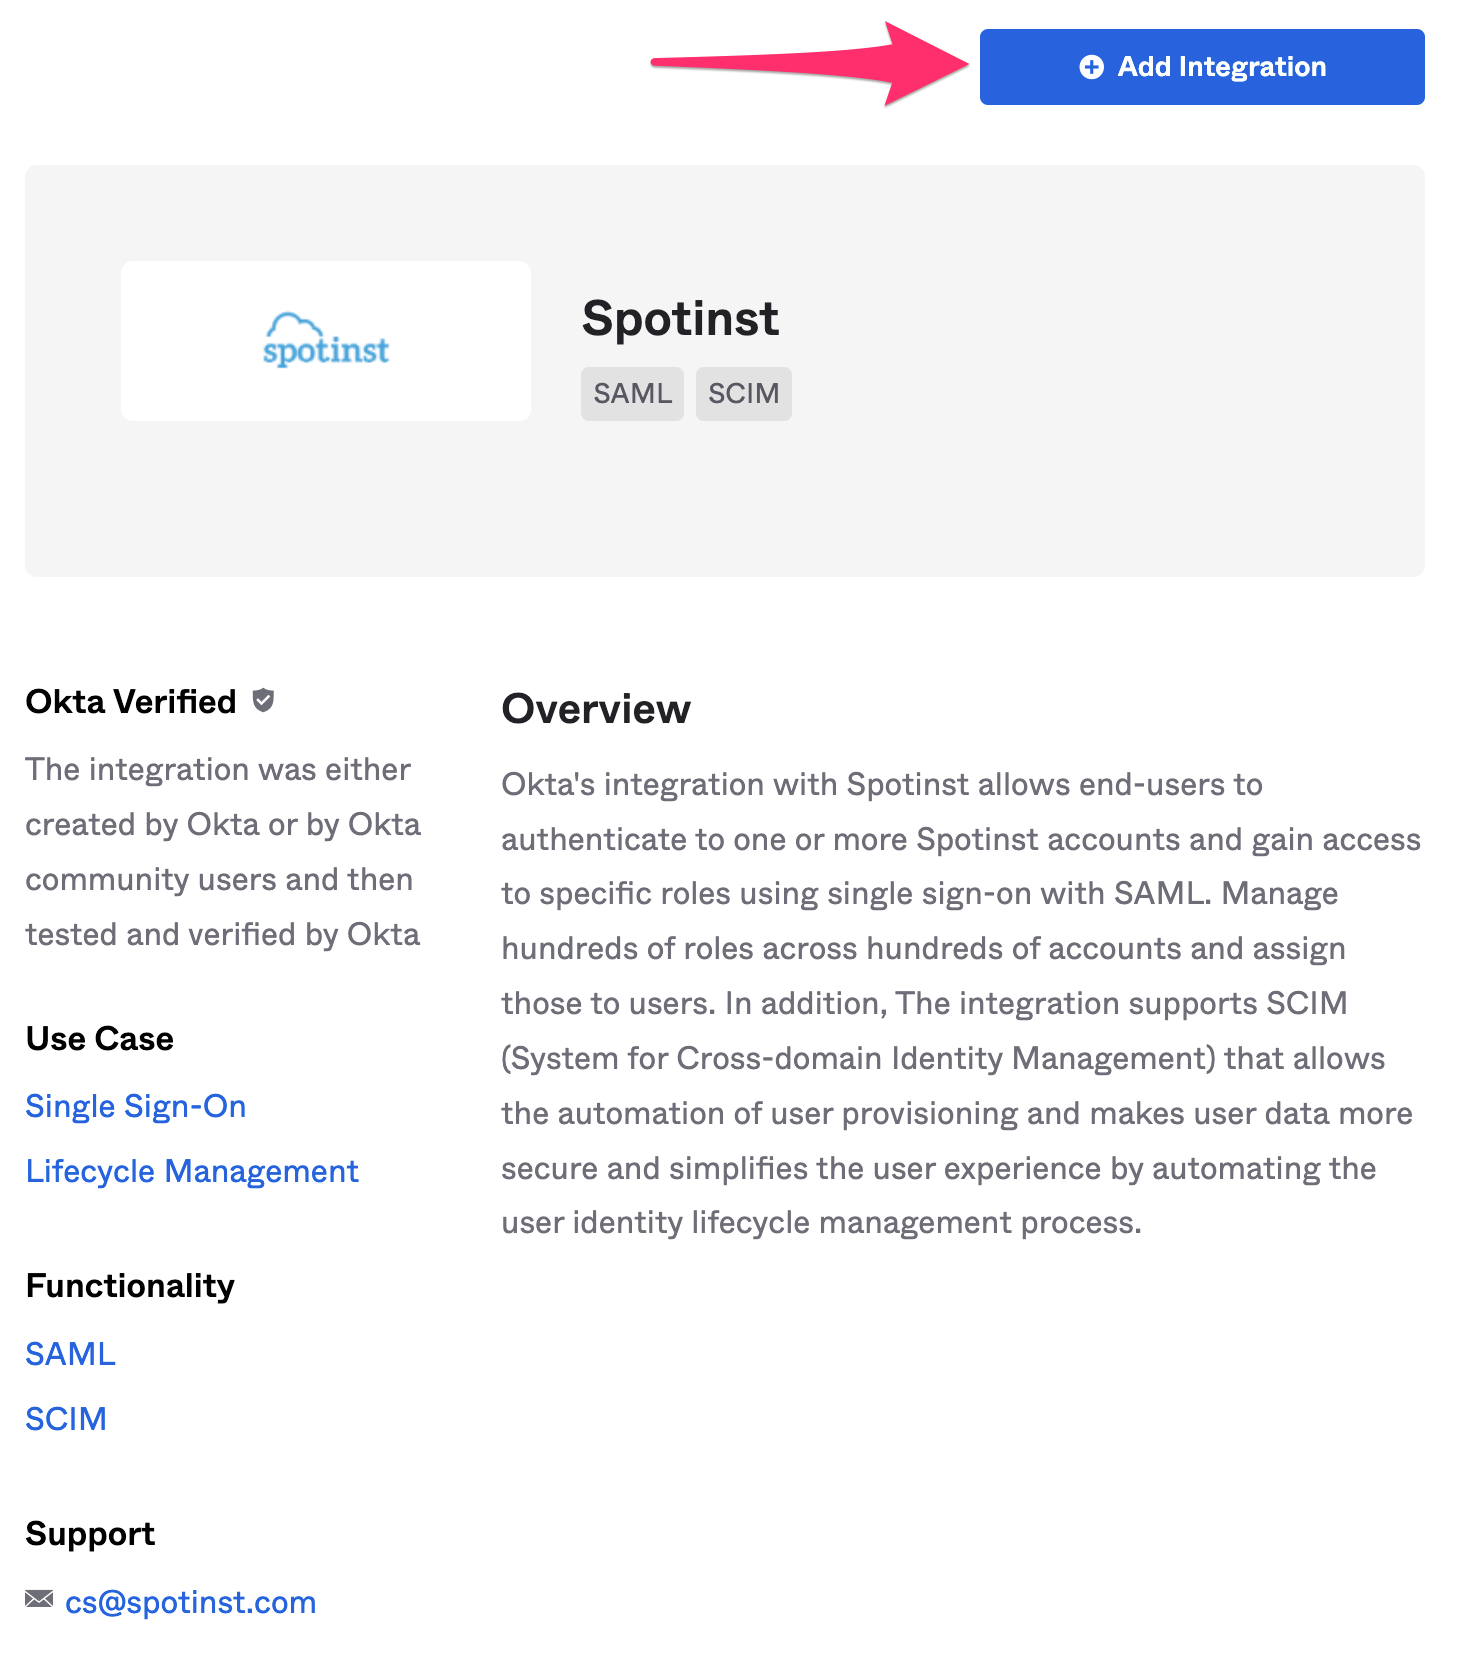 Add Integration
spotinst
Spotinst
SAML SCIM
Okta Verified
The integration was either
created by Okta or by Okta
community users and then
tested and verified by Okta
Use Case
Single Sign-On
Lifecycle Management
Functionality
SAML
SCIM
Support
cs@spotinst.com
Overview
Okta's integration with Spotinst allows end-users to
authenticate to one or more Spotinst accounts and gain access
to specific roles using single sign-on with SAML. Manage
hundreds of roles across hundreds of accounts and assign
those to users. In addition, The integration supports SCIM
(System for Cross-domain Identity Management) that allows
the automation of user provisioning and makes user data more
secure and simplifies the user experience by automating the
user identity lifecycle management process.